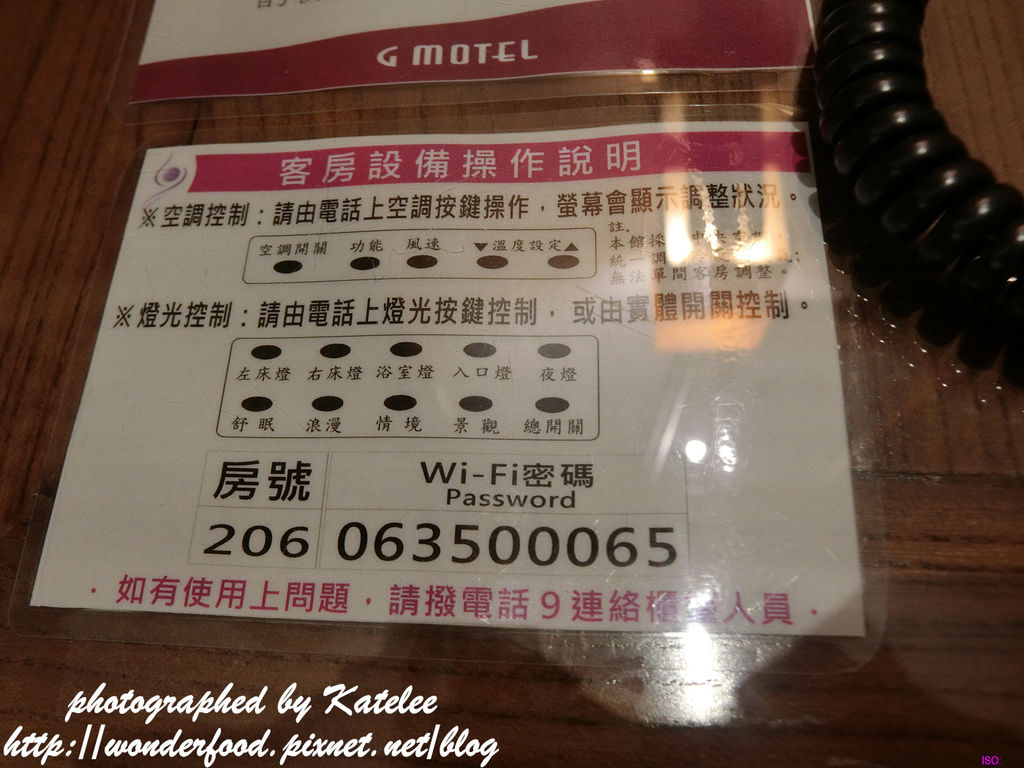 G MOTEL
客房設備操作說明
※空調控制：請由電話上空調按鍵操作，螢幕會顯示調整狀況。
空調開關 功能 風速 ▼溫度設定▲
註.
本館採
統一調
無法單間客房調整。
※燈光控制：請由電話上燈光按鍵控制，或由實體開關控制。
左床燈 右床燈 浴室燈 入口燈 夜燈
舒眠 浪漫 情境 景觀 總開關
房號 Wi-Fi密碼
Password
206 063500065
· 如有使用上問題，請撥電話9連絡櫃檯人員 ·
photographed by Katelee
http://wonderfood.pixnet.net/blog
ISO: